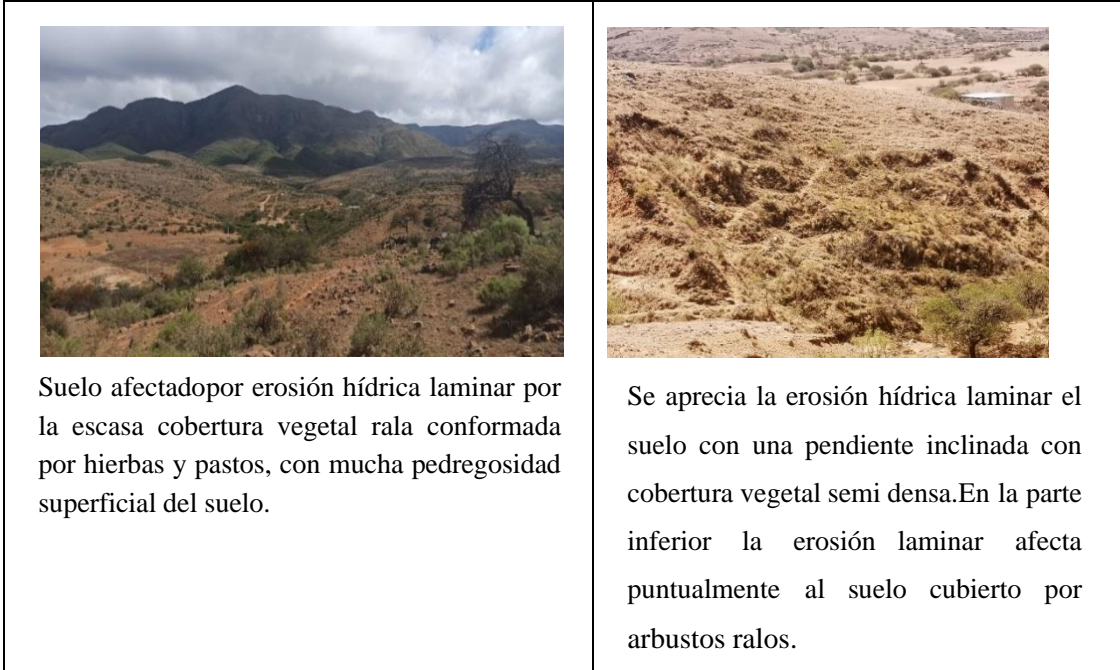 Suelo afectadopor erosión hídrica laminar por
la escasa cobertura vegetal rala conformada
por hierbas y pastos, con mucha pedregosidad
superficial del suelo.
Se aprecia la erosión hídrica laminar el
suelo con una pendiente inclinada con
cobertura vegetal semi densa.En la parte
inferior la erosión laminar afecta
puntualmente al suelo cubierto por
arbustos ralos.